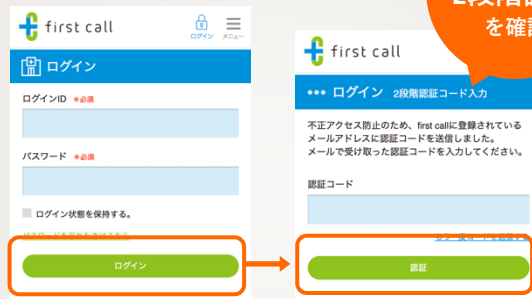 first call
ログイン
メニュー
ログイン
ログインID *必須
パスワード *必須
ログイン状態を保持する。
ログイン
を確認
first call
*** ログイン 2段階認証コード入力
不正アクセス防止のため、first callに登録されている
メールアドレスに認証コードを送信しました。
メールで受け取った認証コードを入力してください。
認証コード
認証